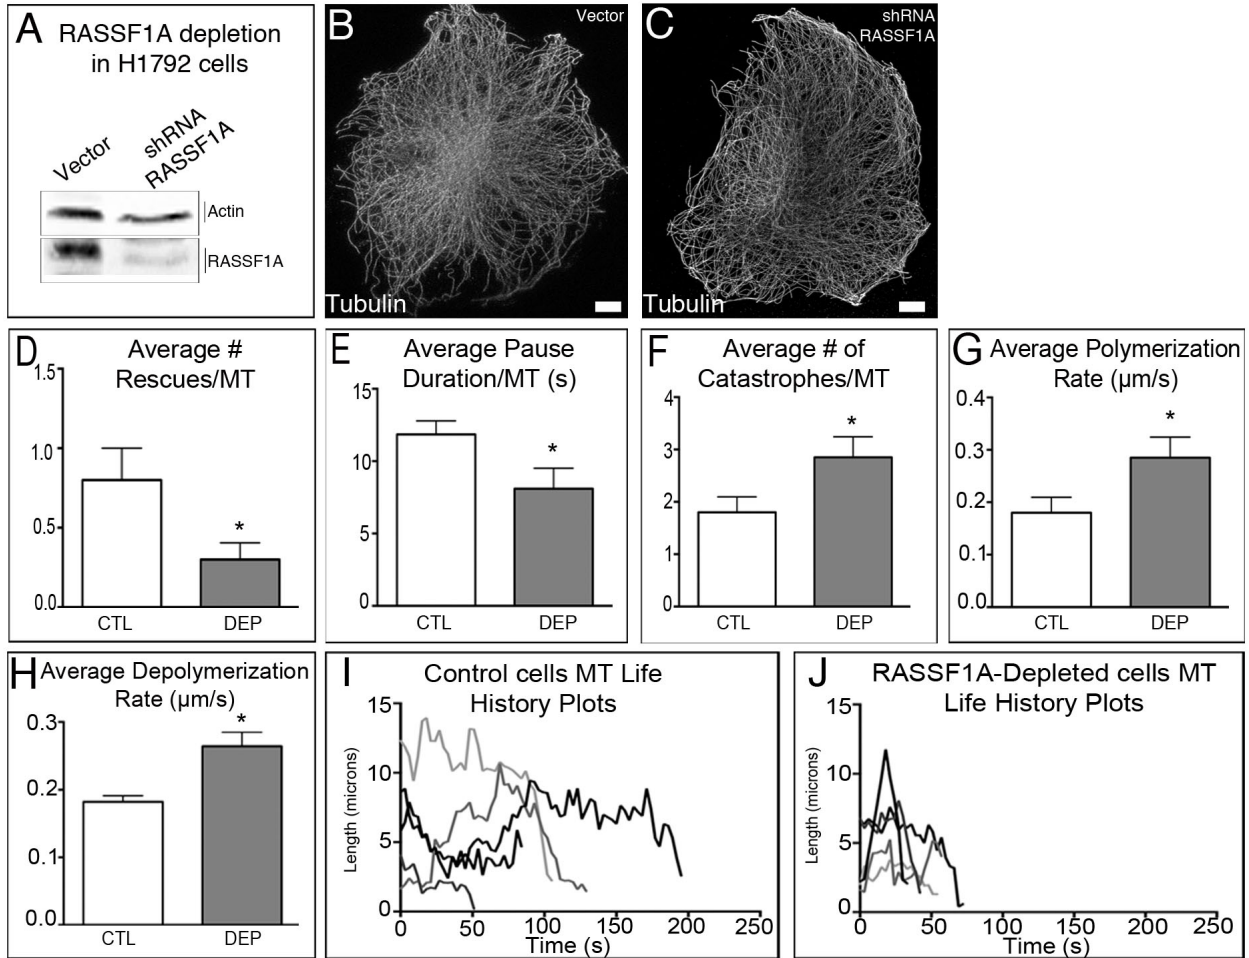 A
RASSF1A depletion
in H1792 cells
Vector
shRNA
RASSF1A
Actin
RASSF1A
B
Vector
Tubulin
C
shRNA
RASSF1A
Tubulin
D
Average #
Rescues/MT
1.5
1.0
0.5
0.0
*
CTL
DEP
E
Average Pause
Duration/MT (s)
15
10
5
0
*
CTL
DEP
F
Average # of
Catastrophes/MT
4
3
2
1
0
*
CTL
DEP
G
Average Polymerization
Rate (µm/s)
0.4
0.3
0.2
0.1
0.0
*
CTL
DEP
H
Average Depolymerization
Rate (µm/s)
0.3
0.2
0.1
0.0
*
CTL
DEP
I
Control cells MT Life
History Plots
Length (microns)
15
10
5
0
0 50 100 150 200 250
Time (s)
J
RASSF1A-Depleted cells MT
Life History Plots
Length (microns)
15
10
5
0
0 50 100 150 200 250
Time (s)